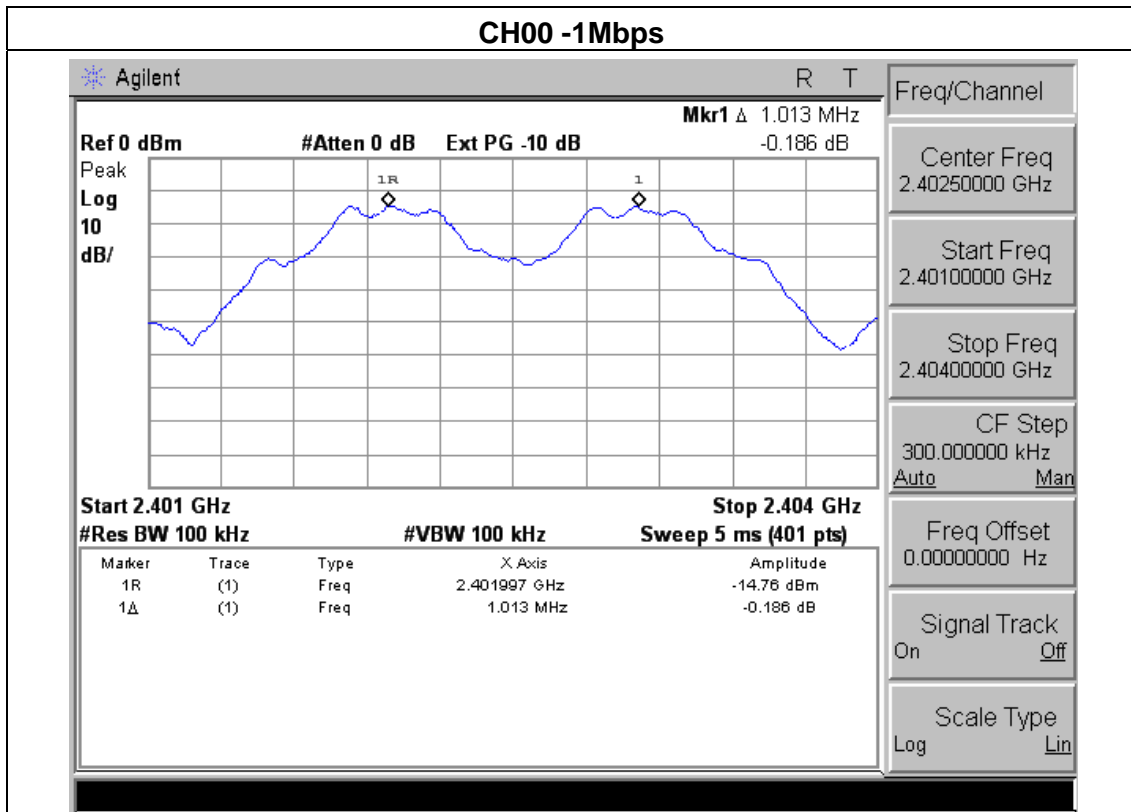 CH00 -1Mbps
Agilent R T
Mkr1 Δ 1.013 MHz
Ref 0 dBm #Atten 0 dB Ext PG -10 dB -0.186 dB
Peak
Log
10
dB/
1R
1
Start 2.401 GHz Stop 2.404 GHz
#Res BW 100 kHz #VBW 100 kHz Sweep 5 ms (401 pts)
Marker Trace Type X Axis Amplitude
1R (1) Freq 2.401997 GHz -14.76 dBm
1Δ (1) Freq 1.013 MHz -0.186 dB
Freq/Channel
Center Freq
2.40250000 GHz
Start Freq
2.40100000 GHz
Stop Freq
2.40400000 GHz
CF Step
300.000000 kHz
Auto Man
Freq Offset
0.00000000 Hz
Signal Track
On Off
Scale Type
Log Lin